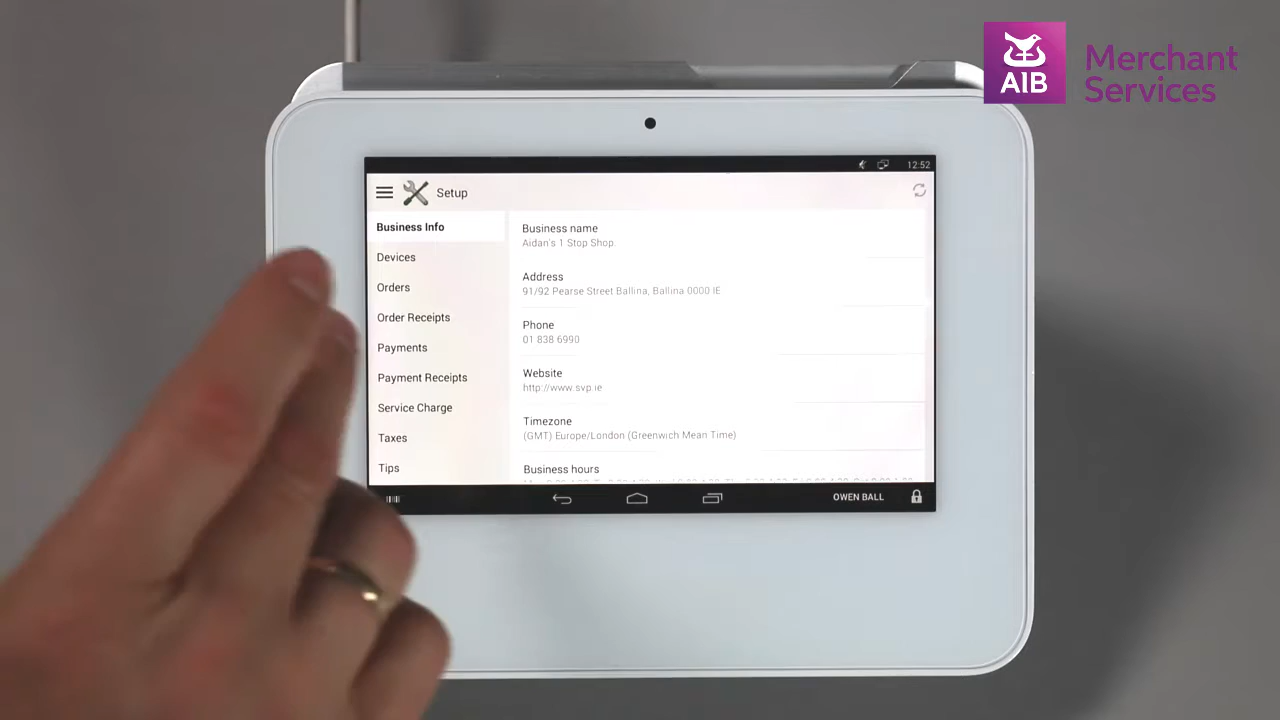 AIB
Merchant
Services
12:52
Setup
Business Info
Devices
Orders
Order Receipts
Payments
Payment Receipts
Service Charge
Taxes
Tips
Business name
Aidan's 1 Stop Shop.
Address
91/92 Pearse Street Ballina, Ballina 0000 IE
Phone
01 838 6990
Website
http://www.svp.ie
Timezone
(GMT) Europe/London (Greenwich Mean Time)
Business hours
OWEN BALL